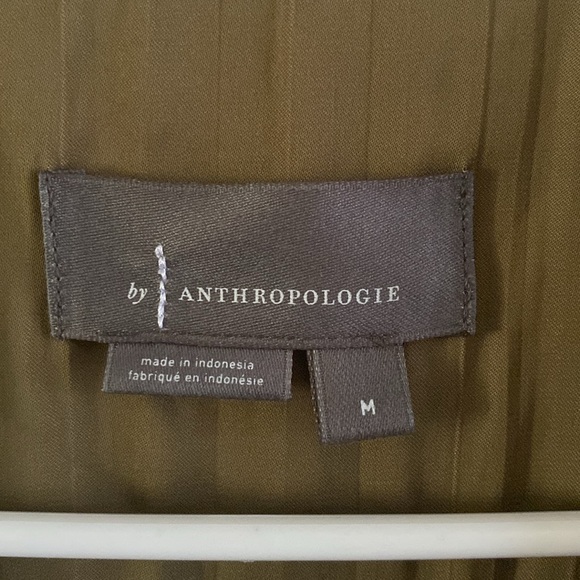 by ANTHROPOLOGIE
made in indonesia
fabriqué en indonésie
M